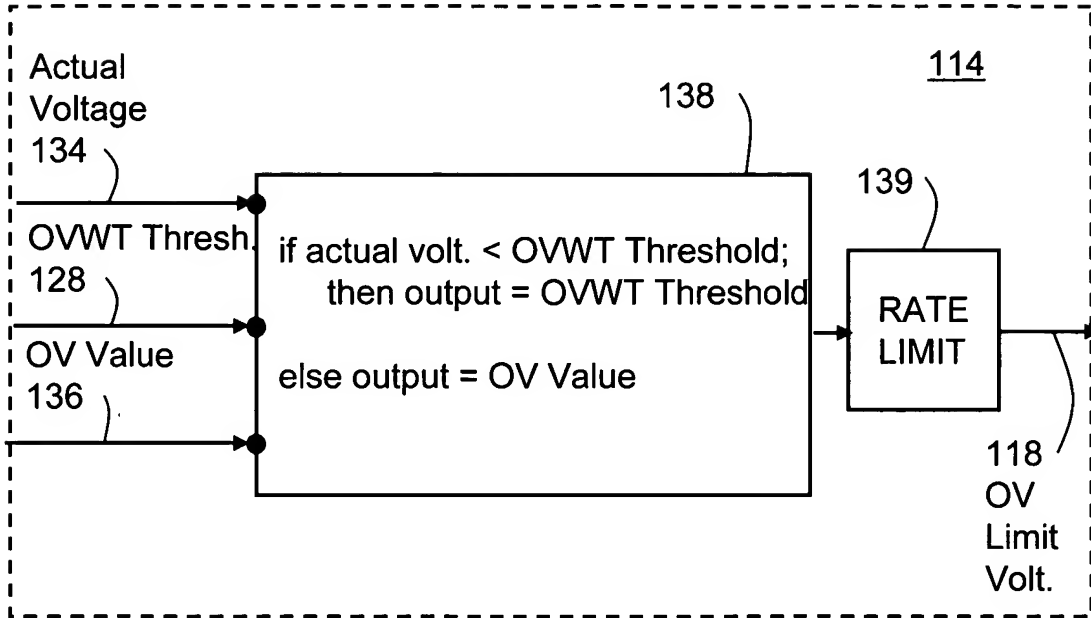 114
Actual
Voltage
134
138
139
OVWT Thresh.
128
OV Value
136
if actual volt. < OVWT Threshold;
then output = OVWT Threshold
else output = OV Value
RATE
LIMIT
118
OV
Limit
Volt.